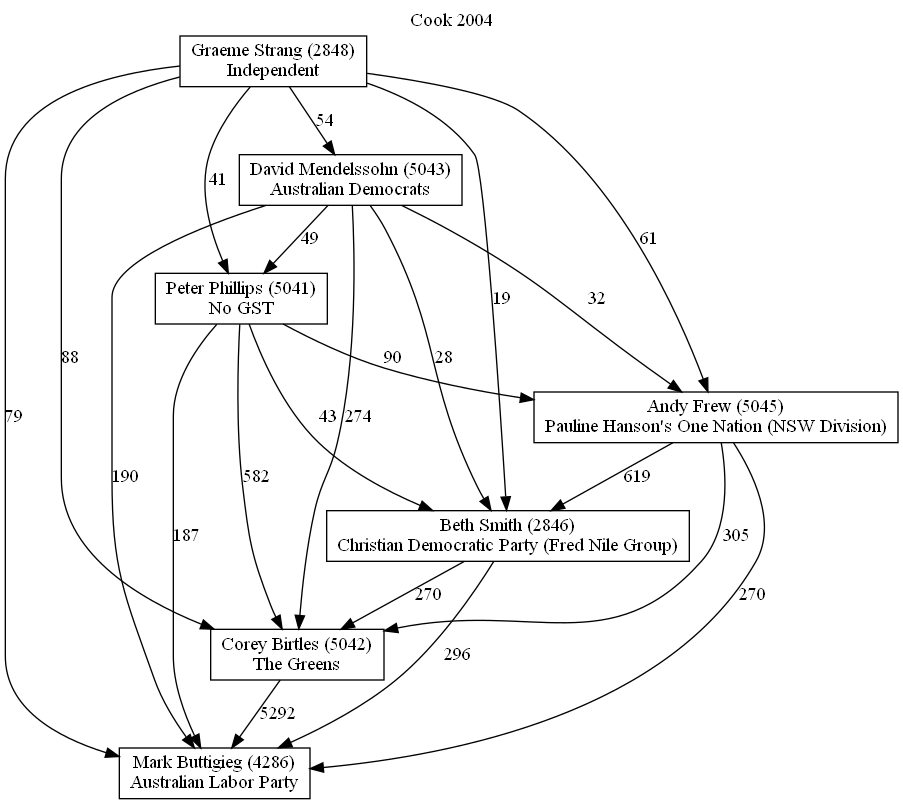 Cook 2004
Graeme Strang (2848)
Independent
54
David Mendelssohn (5043)
Australian Democrats
41
61
49
19
32
Peter Phillips (5041)
No GST
88
90
28
79
Andy Frew (5045)
Pauline Hanson's One Nation (NSW Division)
43
274
190
582
619
Beth Smith (2846)
Christian Democratic Party (Fred Nile Group)
187
305
270
270
Corey Birtles (5042)
The Greens
296
5292
Mark Buttigieg (4286)
Australian Labor Party